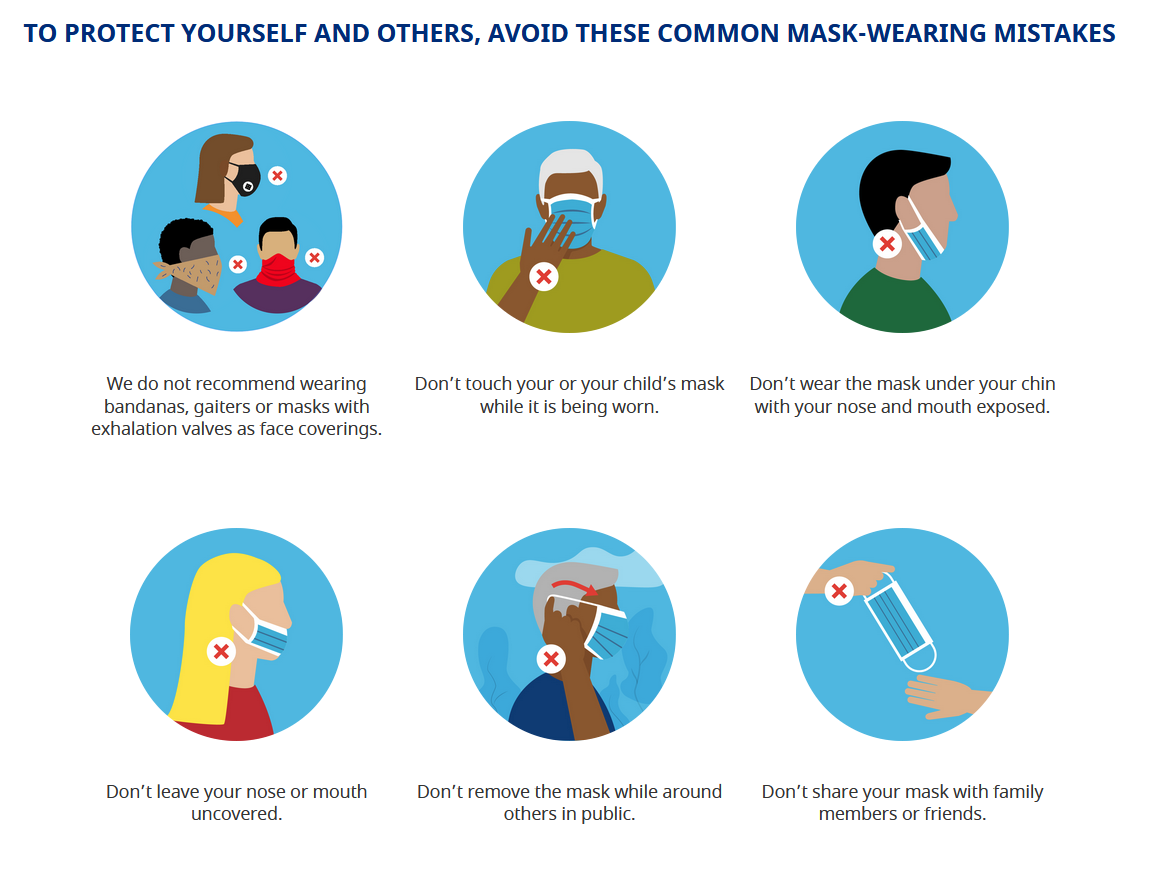 TO PROTECT YOURSELF AND OTHERS, AVOID THESE COMMON MASK-WEARING MISTAKES
We do not recommend wearing
bandanas, gaiters or masks with
exhalation valves as face coverings.
Don’t touch your or your child’s mask
while it is being worn.
Don’t wear the mask under your chin
with your nose and mouth exposed.
Don’t leave your nose or mouth
uncovered.
Don’t remove the mask while around
others in public.
Don’t share your mask with family
members or friends.